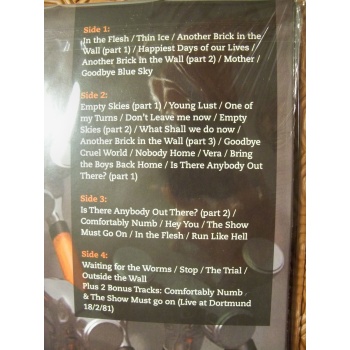 Side 1:
In the Flesh / Thin Ice / Another Brick in the
Wall (part 1) / Happiest Days of our Lives /
Another Brick in the Wall (part 2) / Mother /
Goodbye Blue Sky
Side 2:
Empty Skies (part 1) / Young Lust / One of
my Turns / Don't Leave me now / Empty
Skies (part 2) / What Shall we do now /
Another Brick in the Wall (part 3) / Goodbye
Cruel World / Nobody Home / Vera / Bring
the Boys Back Home / Is There Anybody Out
There? (part 1)
Side 3:
Is There Anybody Out There? (part 2) /
Comfortably Numb / Hey You / The Show
Must Go On / In the Flesh / Run Like Hell
Side 4:
Waiting for the Worms / Stop / The Trial /
Outside the Wall
Plus 2 Bonus Tracks: Comfortably Numb
& The Show Must go on (Live at Dortmund
18/2/81)